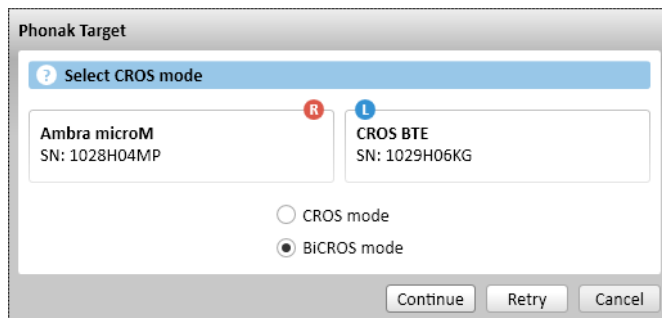 Phonak Target
? Select CROS mode
R L
Ambra microM CROS BTE
SN: 1028H04MP SN: 1029H06KG
CROS mode
BiCROS mode
Continue Retry Cancel